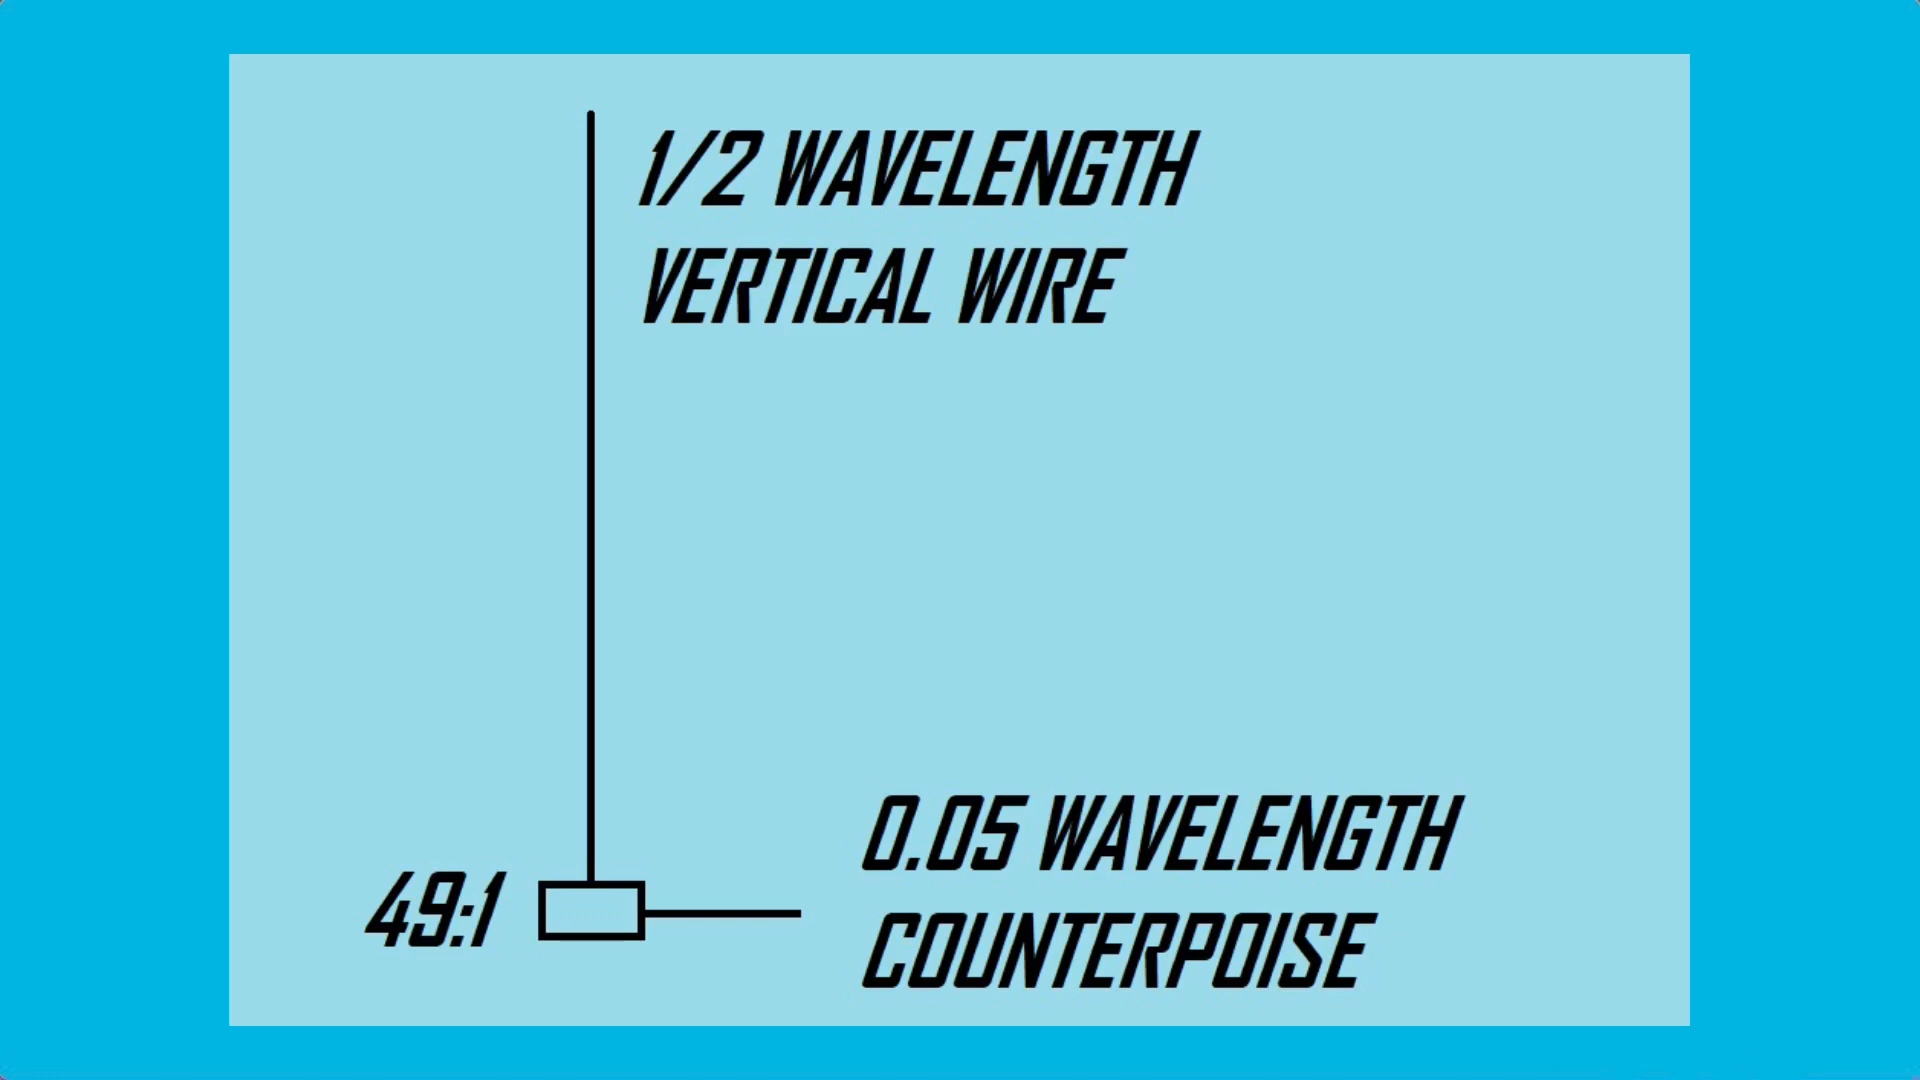 1/2 WAVELENGTH
VERTICAL WIRE
0.05 WAVELENGTH
49:1
COUNTERPOISE